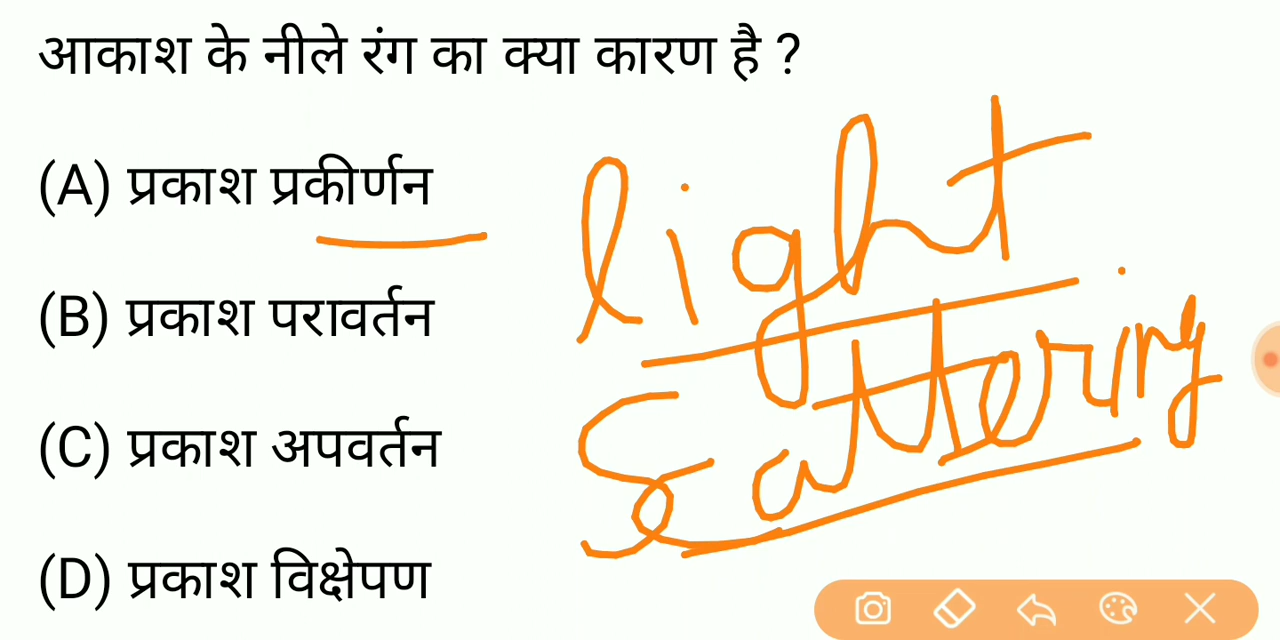 आकाश के नीले रंग का क्या कारण है ?
(A) प्रकाश प्रकीर्णन
(B) प्रकाश परावर्तन
(C) प्रकाश अपवर्तन
(D) प्रकाश विक्षेपण
light
Scattering